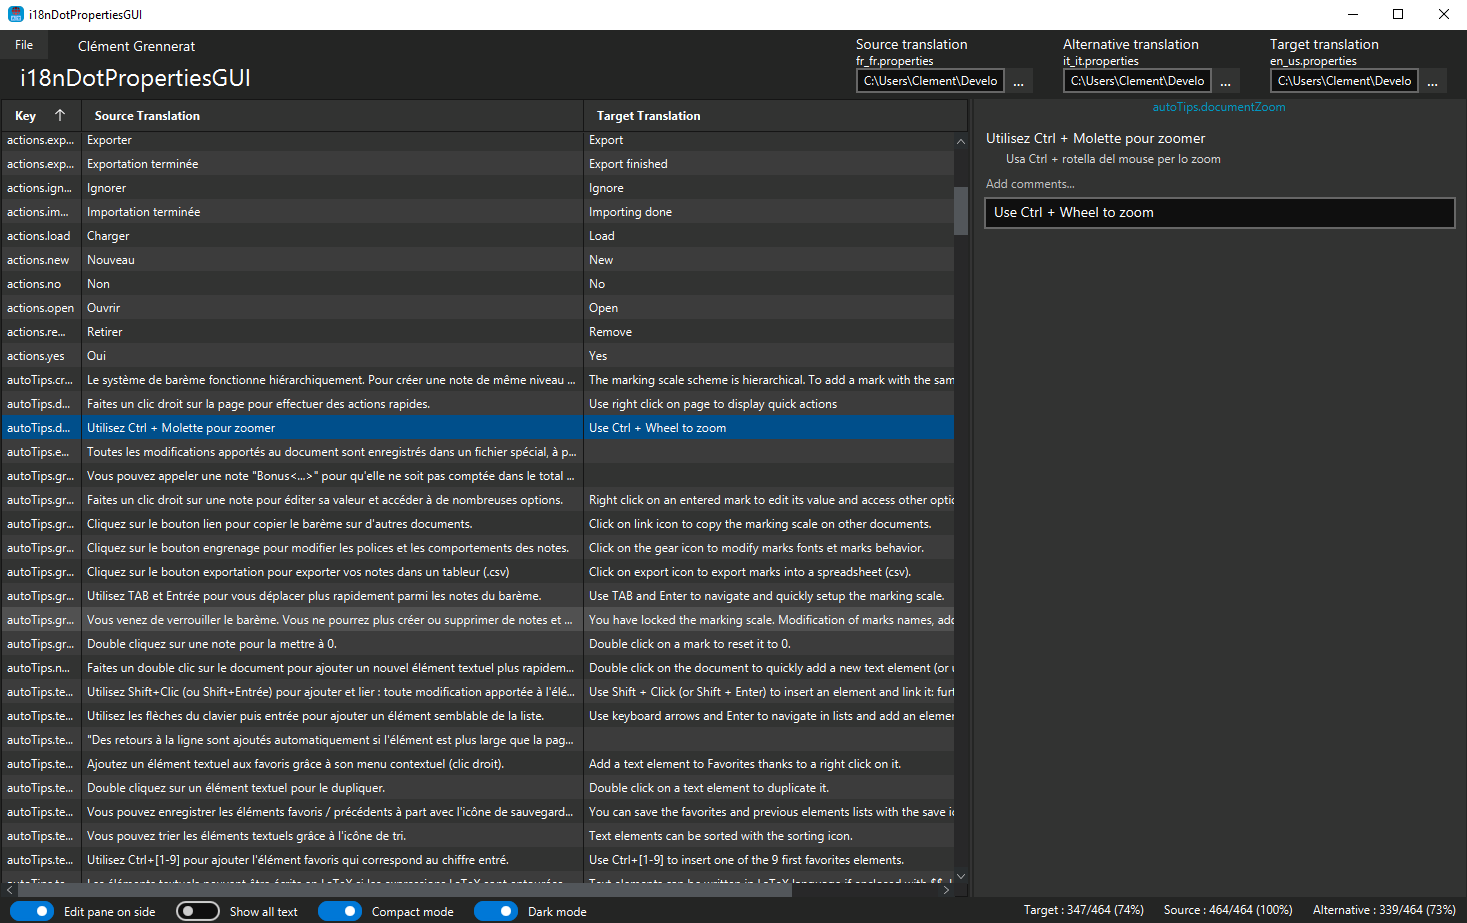 i18nDotPropertiesGUI
File
Clément Grennerat
i18nDotPropertiesGUI
Source translation
fr_fr.properties
C:\Users\Clement\Develo
...
Alternative translation
it_it.properties
C:\Users\Clement\Develo
...
Target translation
en_us.properties
C:\Users\Clement\Develo
...
Key Source Translation Target Translation
actions.exp... Exporter Export
actions.exp... Exportation terminée Export finished
actions.ign... Ignorer Ignore
actions.im... Importation terminée Importing done
actions.load Charger Load
actions.new Nouveau New
actions.no Non No
actions.open Ouvrir Open
actions.re... Retirer Remove
actions.yes Oui Yes
autoTips.cr... Le système de barème fonctionne hiérarchiquement. Pour créer une note de même niveau ... The marking scale scheme is hierarchical. To add a mark with the sam
autoTips.d... Faites un clic droit sur la page pour effectuer des actions rapides. Use right click on page to display quick actions
autoTips.d... Utilisez Ctrl + Molette pour zoomer Use Ctrl + Wheel to zoom
autoTips.e... Toutes les modifications apportés au document sont enregistrés dans un fichier spécial, à p...
autoTips.gr... Vous pouvez appeler une note "Bonus<...>" pour qu'elle ne soit pas comptée dans le total ...
autoTips.gr... Faites un clic droit sur une note pour éditer sa valeur et accéder à de nombreuses options. Right click on an entered mark to edit its value and access other optic
autoTips.gr... Cliquez sur le bouton lien pour copier le barème sur d'autres documents. Click on link icon to copy the marking scale on other documents.
autoTips.gr... Cliquez sur le bouton engrenage pour modifier les polices et les comportements des notes. Click on the gear icon to modify marks fonts et marks behavior.
autoTips.gr... Cliquez sur le bouton exportation pour exporter vos notes dans un tableur (.csv) Click on export icon to export marks into a spreadsheet (csv).
autoTips.gr... Utilisez TAB et Entrée pour vous déplacer plus rapidement parmi les notes du barème. Use TAB and Enter to navigate and quickly setup the marking scale.
autoTips.gr... Vous venez de verrouiller le barème. Vous ne pourrez plus créer ou supprimer de notes et ... You have locked the marking scale. Modification of marks names, adc
autoTips.gr... Double cliquez sur une note pour la mettre à 0. Double click on a mark to reset it to 0.
autoTips.n... Faites un double clic sur le document pour ajouter un nouvel élément textuel plus rapidem... Double click on the document to quickly add a new text element (or u
autoTips.te... Utilisez Shift+Clic (ou Shift+Entrée) pour ajouter et lier : toute modification apportée à l'élé... Use Shift + Click (or Shift + Enter) to insert an element and link it: furt
autoTips.te... Utilisez les flèches du clavier puis entrée pour ajouter un élément semblable de la liste. Use keyboard arrows and Enter to navigate in lists and add an elemen
autoTips.te... "Des retours à la ligne sont ajoutés automatiquement si l'élément est plus large que la pag...
autoTips.te... Ajoutez un élément textuel aux favoris grâce à son menu contextuel (clic droit). Add a text element to Favorites thanks to a right click on it.
autoTips.te... Double cliquez sur un élément textuel pour le dupliquer. Double click on a text element to duplicate it.
autoTips.te... Vous pouvez enregistrer les éléments favoris / précédents à part avec l'icône de sauvegard... You can save the favorites and previous elements lists with the save ic
autoTips.te... Vous pouvez trier les éléments textuels grâce à l'icône de tri. Text elements can be sorted with the sorting icon.
autoTips.te... Utilisez Ctrl+[1-9] pour ajouter l'élément favoris qui correspond au chiffre entré. Use Ctrl+[1-9] to insert one of the 9 first favorites elements.
autoTips.documentZoom
Utilisez Ctrl + Molette pour zoomer
Usa Ctrl + rotella del mouse per lo zoom
Add comments...
Use Ctrl + Wheel to zoom
Edit pane on side
Show all text
Compact mode
Dark mode
Target : 347/464 (74%)
Source : 464/464 (100%)
Alternative : 339/464 (73%)